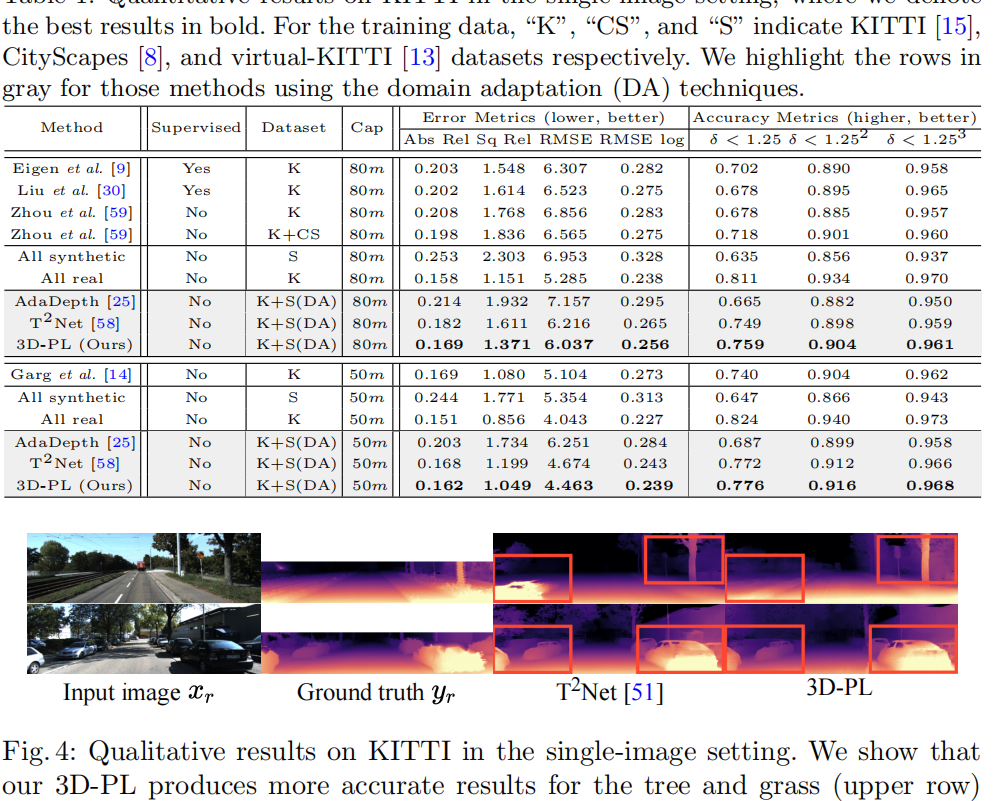 Table 1: Quantitative results on KITTI in the single-image setting, where we denote
the best results in bold. For the training data, “K”, “CS”, and “S” indicate KITTI [15],
CityScapes [8], and virtual-KITTI [13] datasets respectively. We highlight the rows in
gray for those methods using the domain adaptation (DA) techniques.
Method Supervised Dataset Cap Error Metrics (lower, better) Accuracy Metrics (higher, better)
Abs Rel Sq Rel RMSE RMSE log δ < 1.25 δ < 1.25² δ < 1.25³
Eigen et al. [9] Yes K 80m 0.203 1.548 6.307 0.282 0.702 0.890 0.958
Liu et al. [30] Yes K 80m 0.202 1.614 6.523 0.275 0.678 0.895 0.965
Zhou et al. [59] No K 80m 0.208 1.768 6.856 0.283 0.678 0.885 0.957
Zhou et al. [59] No K+CS 80m 0.198 1.836 6.565 0.275 0.718 0.901 0.960
All synthetic No S 80m 0.253 2.303 6.953 0.328 0.635 0.856 0.937
All real No K 80m 0.158 1.151 5.285 0.238 0.811 0.934 0.970
AdaDepth [25] No K+S(DA) 80m 0.214 1.932 7.157 0.295 0.665 0.882 0.950
T²Net [58] No K+S(DA) 80m 0.182 1.611 6.216 0.265 0.749 0.898 0.959
3D-PL (Ours) No K+S(DA) 80m 0.169 1.371 6.037 0.256 0.759 0.904 0.961
Garg et al. [14] No K 50m 0.169 1.080 5.104 0.273 0.740 0.904 0.962
All synthetic No S 50m 0.244 1.771 5.354 0.313 0.647 0.866 0.943
All real No K 50m 0.151 0.856 4.043 0.227 0.824 0.940 0.973
AdaDepth [25] No K+S(DA) 50m 0.203 1.734 6.251 0.284 0.687 0.899 0.958
T²Net [58] No K+S(DA) 50m 0.168 1.199 4.674 0.243 0.772 0.912 0.966
3D-PL (Ours) No K+S(DA) 50m 0.162 1.049 4.463 0.239 0.776 0.916 0.968
Input image xᵣ Ground truth yᵣ T²Net [51] 3D-PL
Fig. 4: Qualitative results on KITTI in the single-image setting. We show that
our 3D-PL produces more accurate results for the tree and grass (upper row)